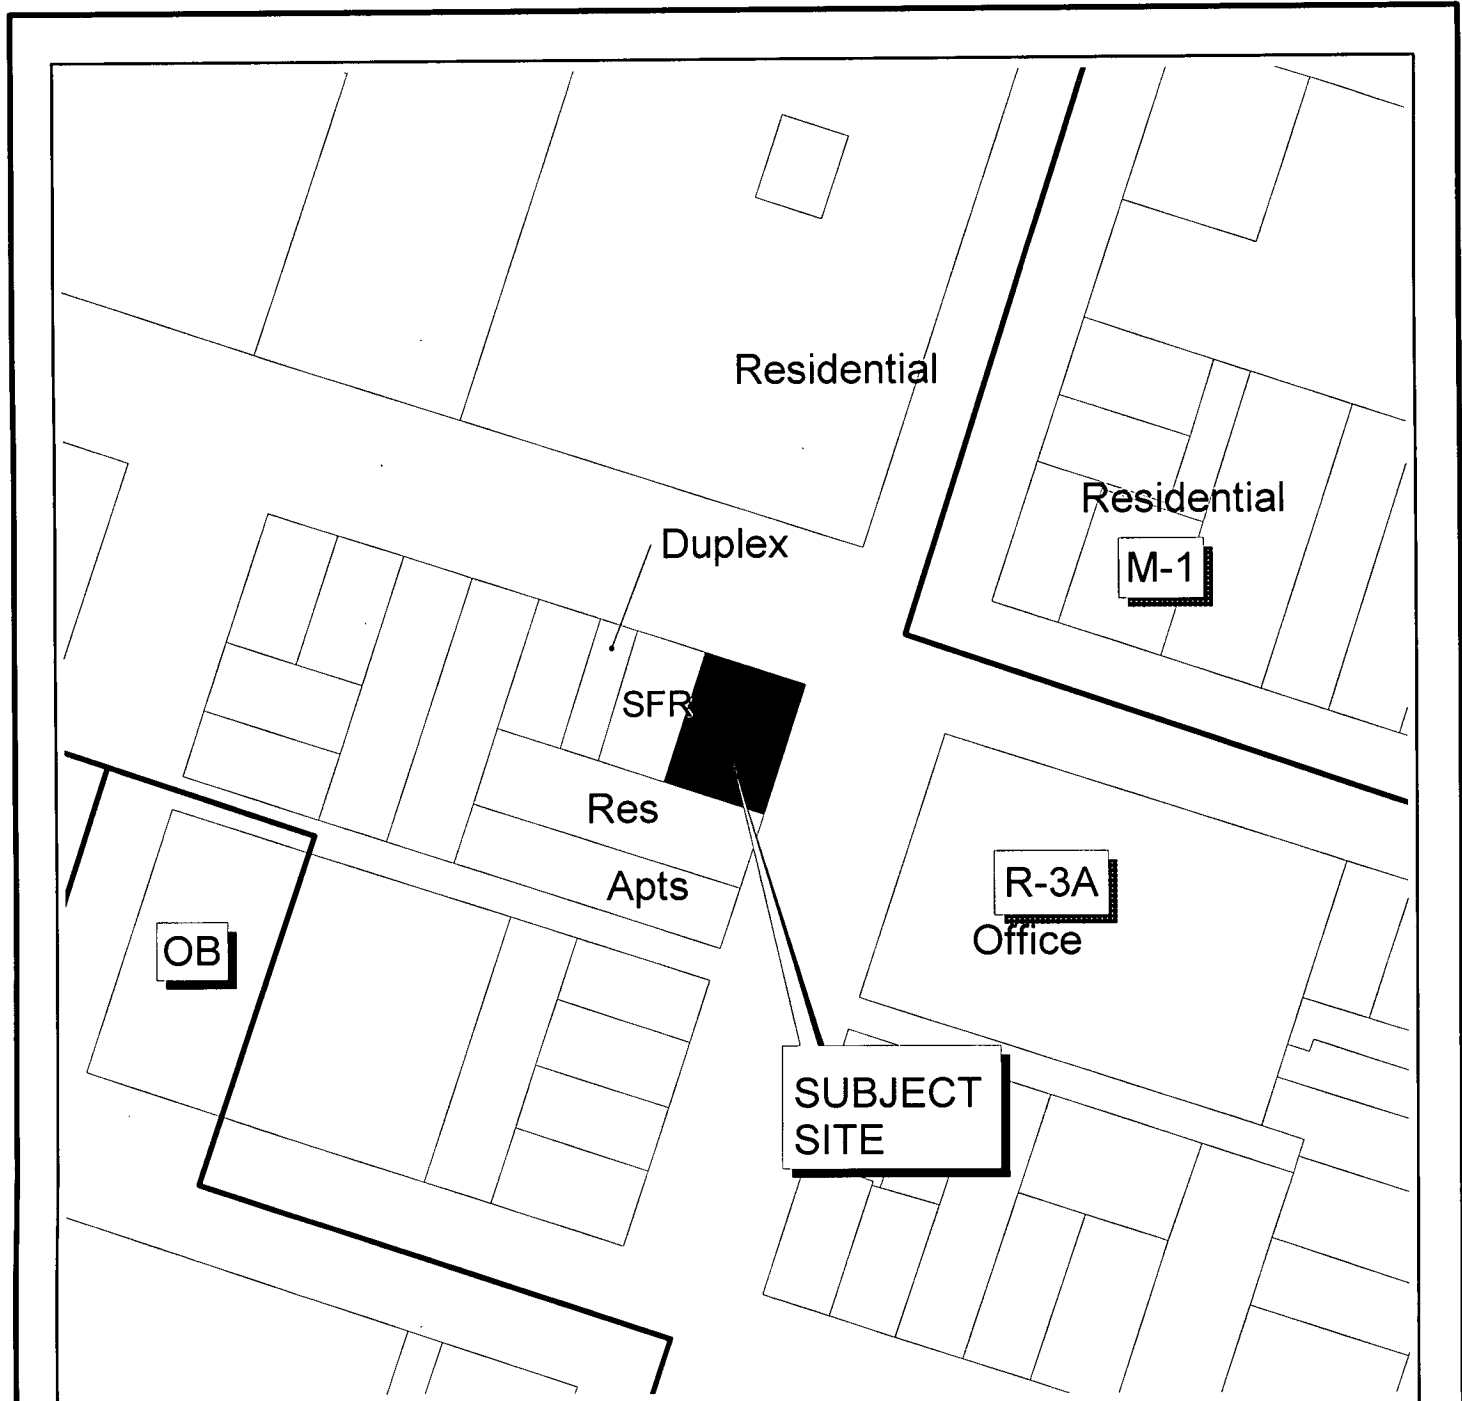 Residential
Residential
M-1
Duplex
SFR
Res
Apts
R-3A
Office
OB
SUBJECT
SITE